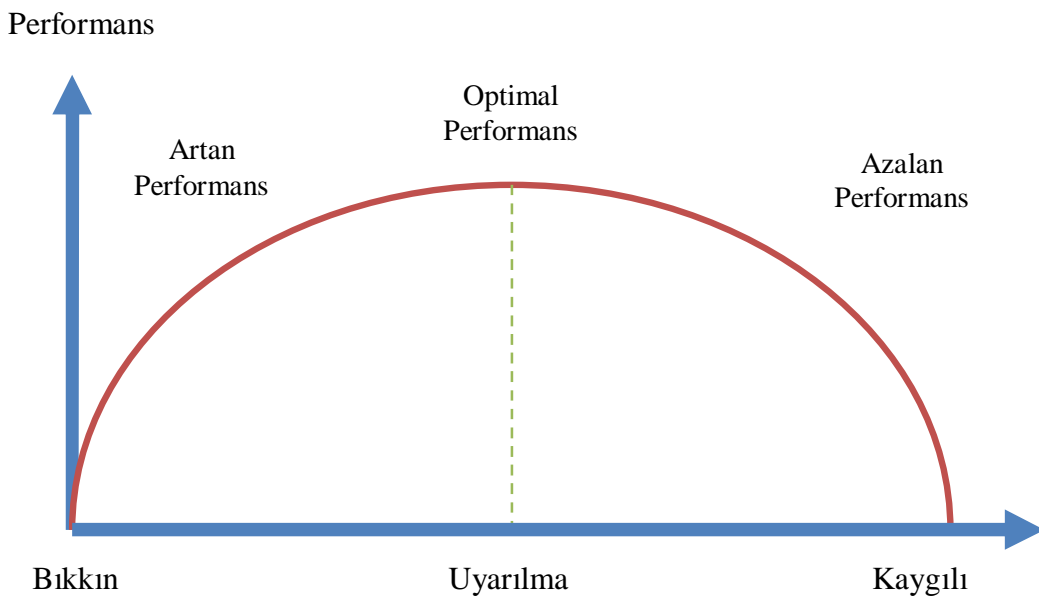 Performans
Optimal
Performans
Artan
Performans
Azalan
Performans
Bıkkın
Uyarılma
Kaygılı